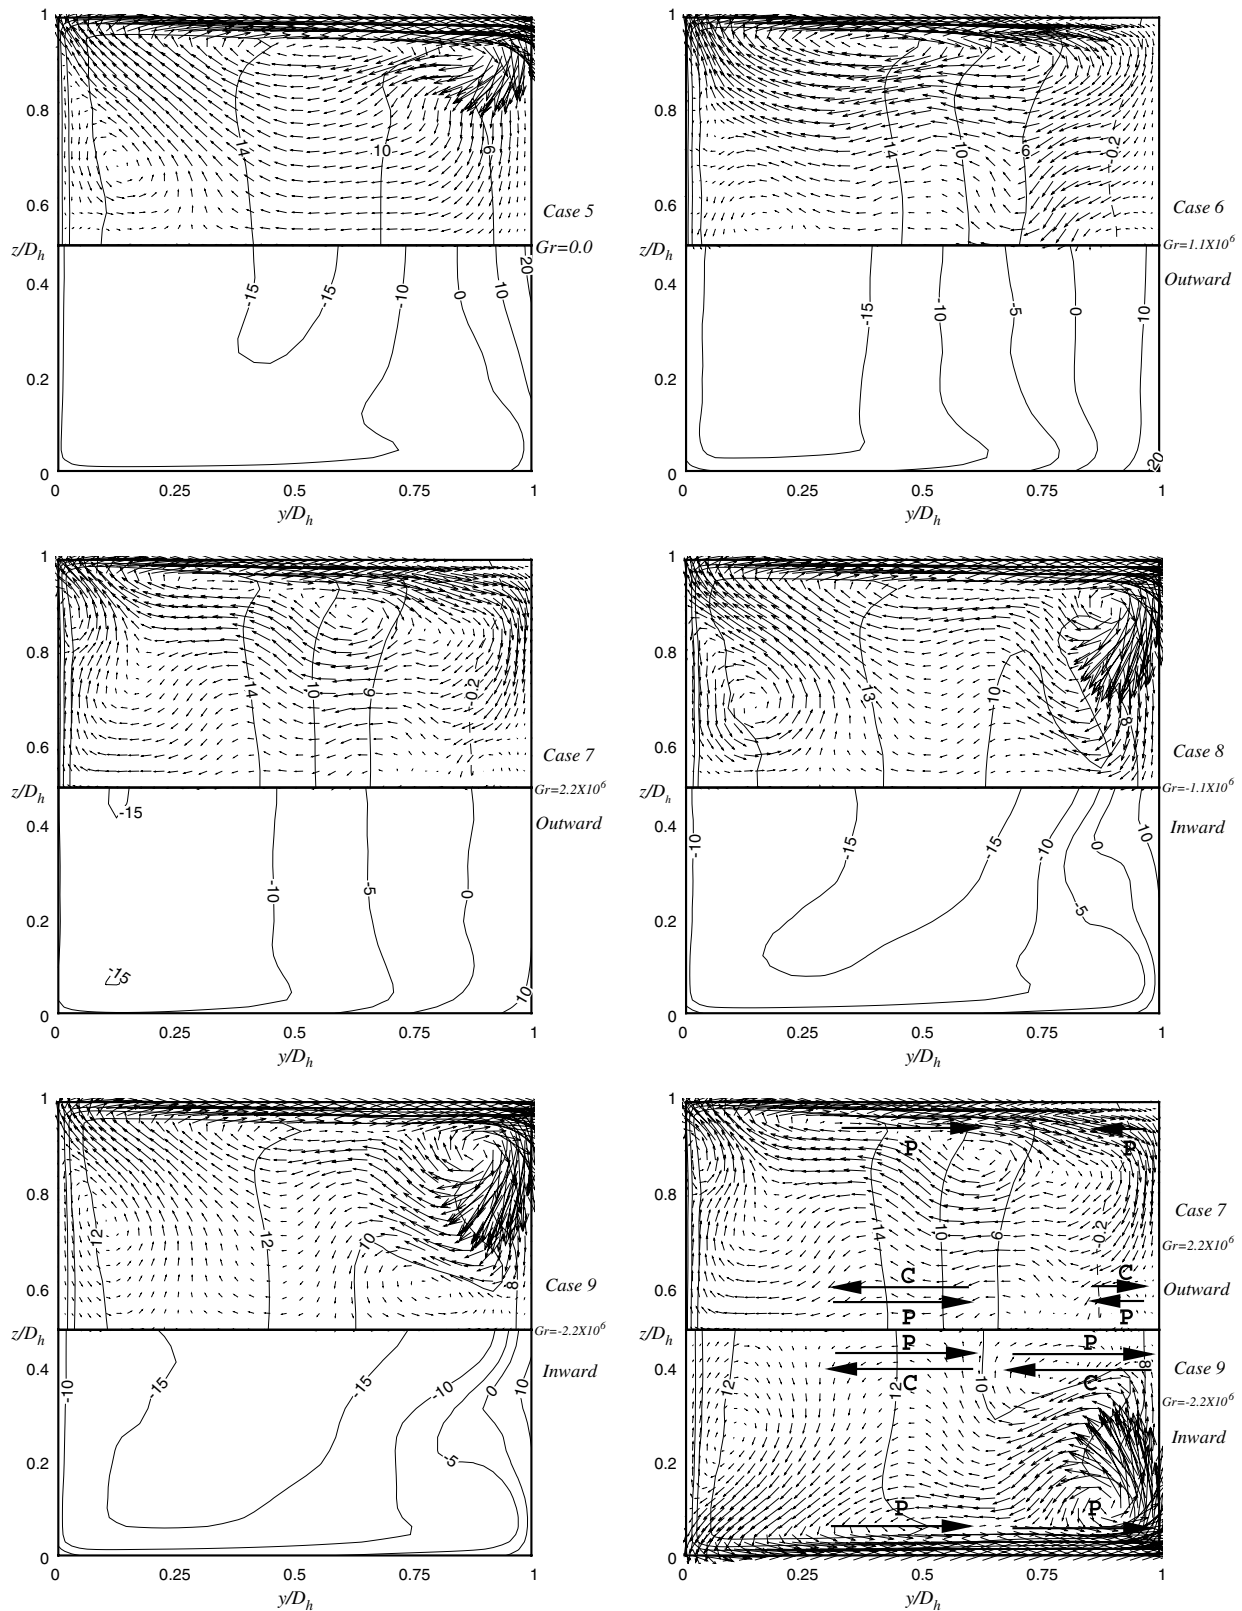 1
0.8
0.6
14
10
6
Case 5
z/D_h
Gr=0.0
0.4
0.2
0
-15
-15
-10
0
10
20
0 0.25 0.5 0.75 1
y/D_h
1
0.8
0.6
14
10
6
-0.2
Case 6
z/D_h
Gr=1.1X10^6
Outward
0.4
0.2
0
-15
-10
-5
0
10
20
0 0.25 0.5 0.75 1
y/D_h
1
0.8
0.6
14
10
6
-0.2
Case 7
z/D_h
Gr=2.2X10^6
Outward
0.4
0.2
0
-15
-15
-10
-5
0
10
0 0.25 0.5 0.75 1
y/D_h
1
0.8
0.6
13
10
8
Case 8
z/D_h
Gr=-1.1X10^6
Inward
0.4
0.2
0
-10
-15
-15
-10
-5
0
10
0 0.25 0.5 0.75 1
y/D_h
1
0.8
0.6
12
12
10
8
Case 9
z/D_h
Gr=-2.2X10^6
Inward
0.4
0.2
0
-10
-15
-15
-10
-5
0
10
0 0.25 0.5 0.75 1
y/D_h
1
0.8
0.6
P P
14
10
6
-0.2
C C
P P
Case 7
Gr=2.2X10^6
Outward
z/D_h
0.4
0.2
0
P P
C C
12
12
10
8
P P
Case 9
Gr=-2.2X10^6
Inward
0 0.25 0.5 0.75 1
y/D_h